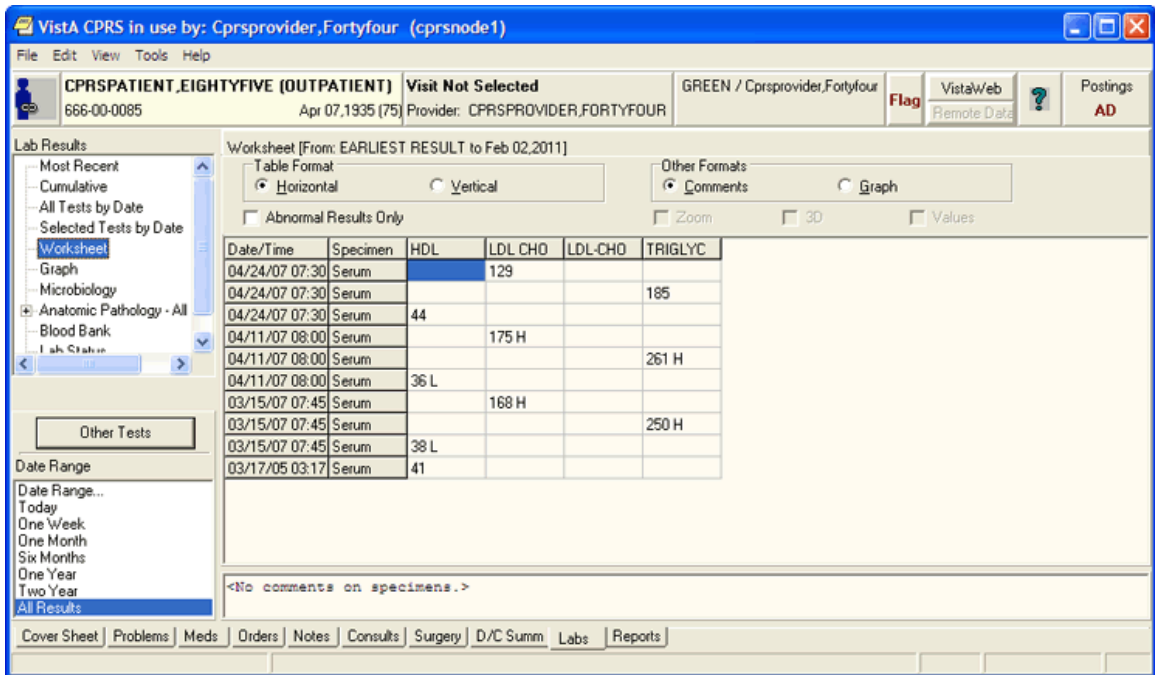 VistA CPRS in use by: Cprsprovider,Fortyfour (cprsnode1)
File Edit View Tools Help
CPRSPATIENT,EIGHTYFIVE (OUTPATIENT) Visit Not Selected GREEN / Cprsprovider,Fortyfour Flag VistaWeb ? Postings
666-00-0085 Apr 07,1935 (75) Provider: CPRSPROVIDER,FORTYFOUR Remote Data AD
Lab Results
Most Recent
Cumulative
All Tests by Date
Selected Tests by Date
Worksheet
Graph
Microbiology
Anatomic Pathology - All
Blood Bank
Lab Status
Other Tests
Date Range
Date Range...
Today
One Week
One Month
Six Months
One Year
Two Year
All Results
Worksheet [From: EARLIEST RESULT to Feb 02,2011]
Table Format Other Formats
Horizontal Vertical Comments Graph
Abnormal Results Only Zoom 3D Values
Date/Time Specimen HDL LDL CHO LDL-CHO TRIGLYC
04/24/07 07:30 Serum 129
04/24/07 07:30 Serum 185
04/24/07 07:30 Serum 44
04/11/07 08:00 Serum 175 H
04/11/07 08:00 Serum 261 H
04/11/07 08:00 Serum 36 L
03/15/07 07:45 Serum 168 H
03/15/07 07:45 Serum 250 H
03/15/07 07:45 Serum 38 L
03/17/05 03:17 Serum 41
<No comments on specimens.>
Cover Sheet Problems Meds Orders Notes Consults Surgery D/C Summ Labs Reports